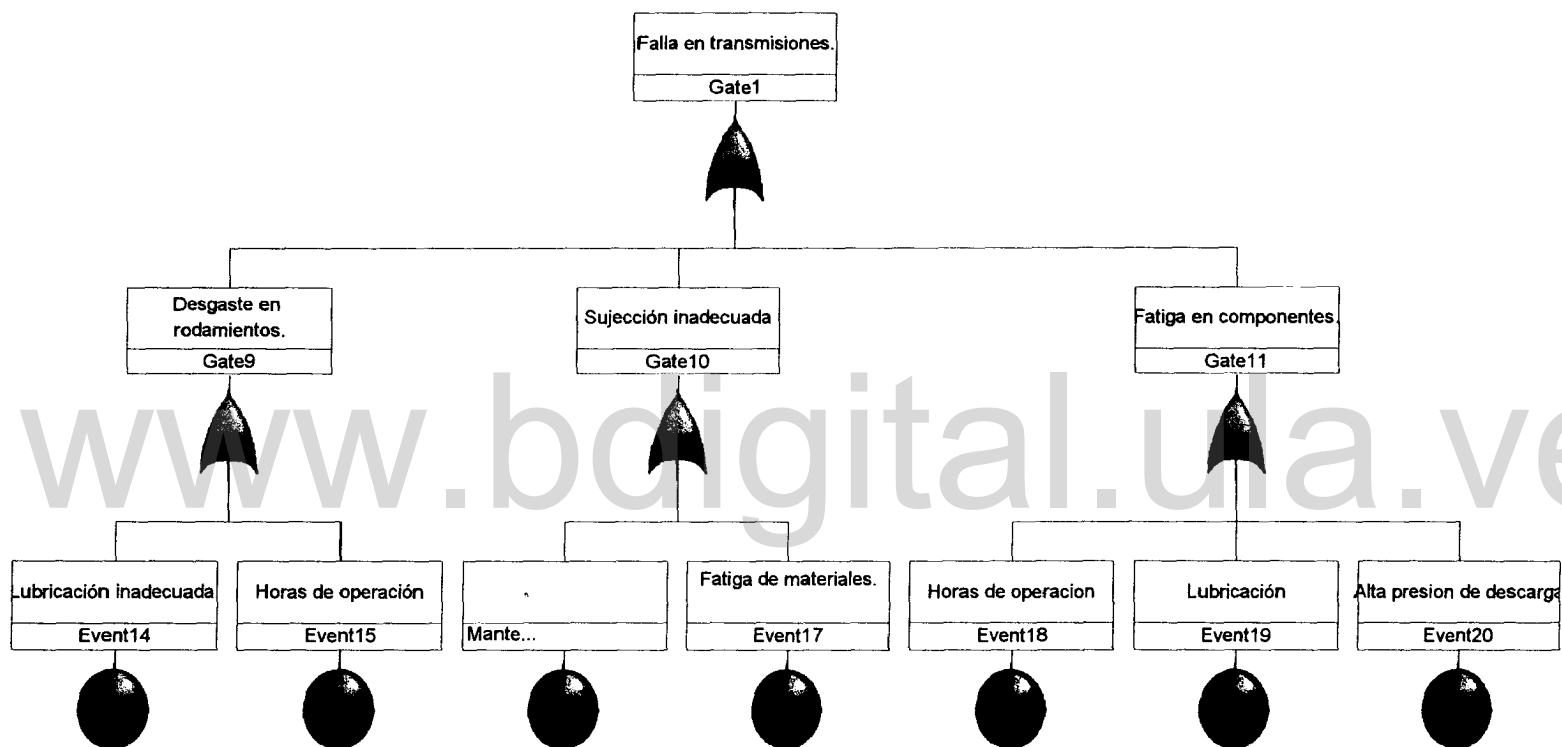 Falla en transmisiones.
Gate1
Desgaste en
rodamientos.
Gate9
Sujección inadecuada
Gate10
Fatiga en componentes.
Gate11
Lubricación inadecuada
Event14
Horas de operación
Event15
Mante...
Fatiga de materiales.
Event17
Horas de operacion
Event18
Lubricación
Event19
Alta presion de descarga
Event20
www.bdigital.ula.ve